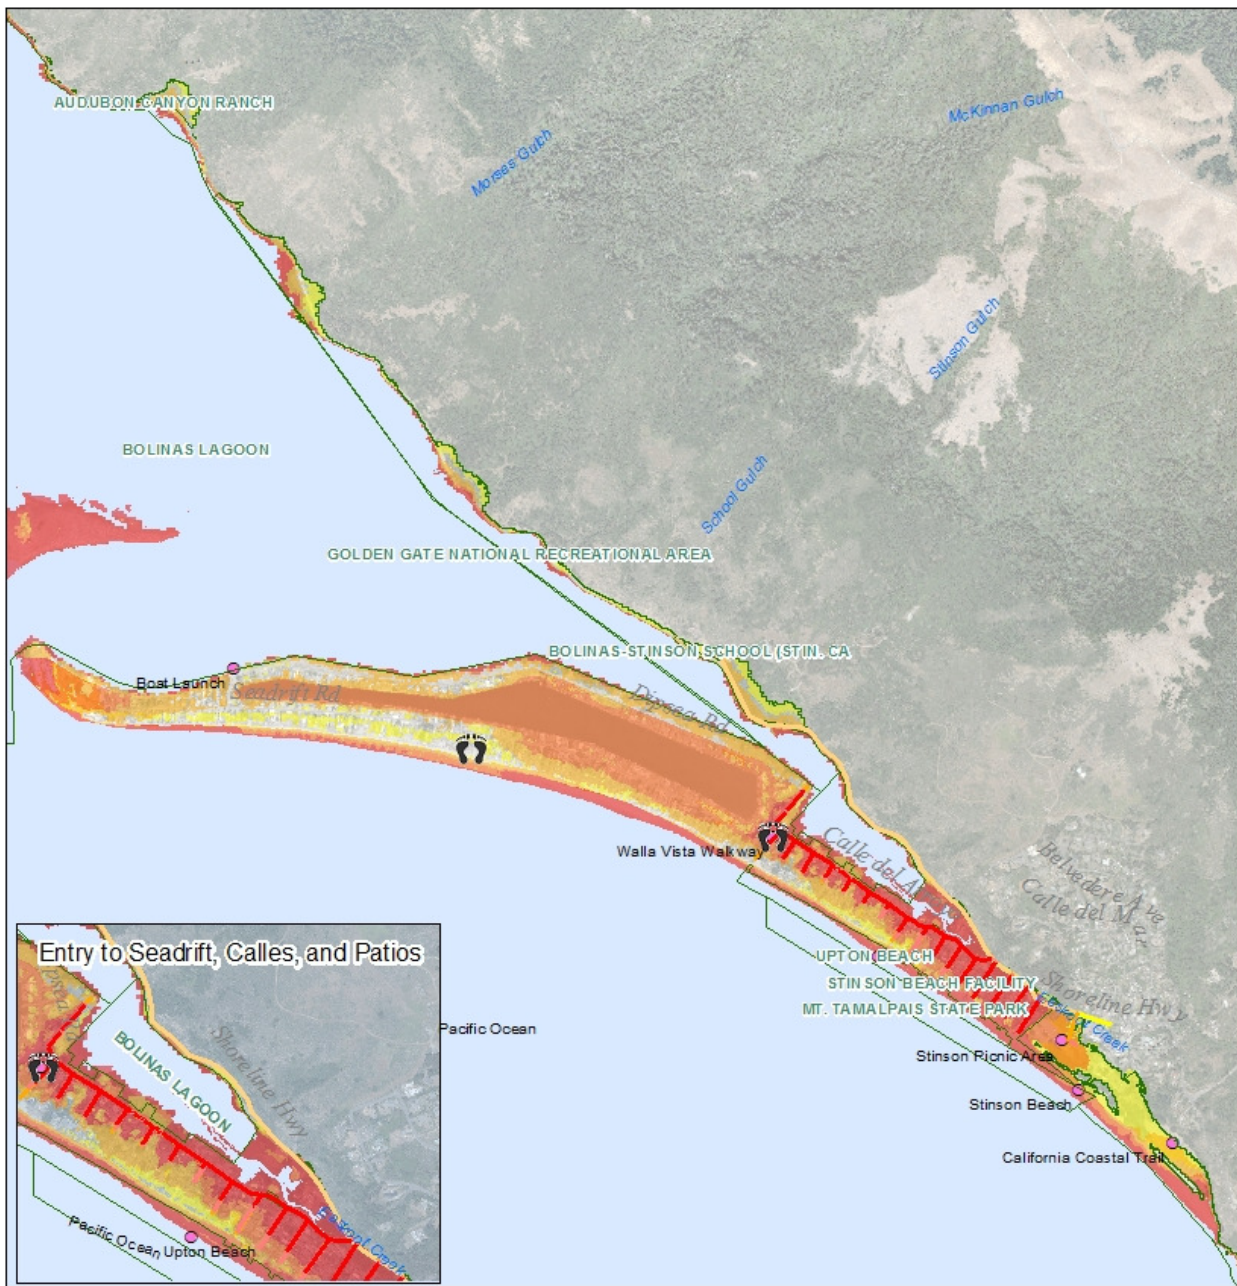 AUDUBON CANYON RANCH
McKinnan Gulch
Morses Gulch
Stinson Gulch
BOLINAS LAGOON
School Gulch
GOLDEN GATE NATIONAL RECREATIONAL AREA
BOLINAS-STINSON SCHOOL (STIN. CA
Boat Launch
Seadrift Rd
Dipsea Rd
Walla Vista Walkway
Calle del A
Belvedere Ave
Calle del Mar
UPTON BEACH
STINSON BEACH FACILITY
Shoreline Hwy
MT. TAMALPAIS STATE PARK
Creek
Stinson Picnic Area
Stinson Beach
California Coastal Trail
Pacific Ocean
Entry to Seadrift, Calles, and Patios
Shoreline Hwy
BOLINAS LAGOON
Creek
Pacific Ocean
Upton Beach